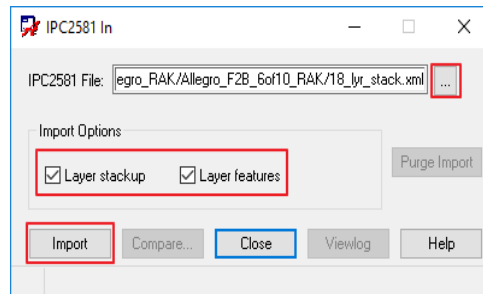 IPC2581 In
IPC2581 File: egro_RAK/Allegro_F2B_6of10_RAK/18_lyr_stack.xml ...
Import Options
Layer stackup Layer features
Purge Import
Import Compare... Close Viewlog Help